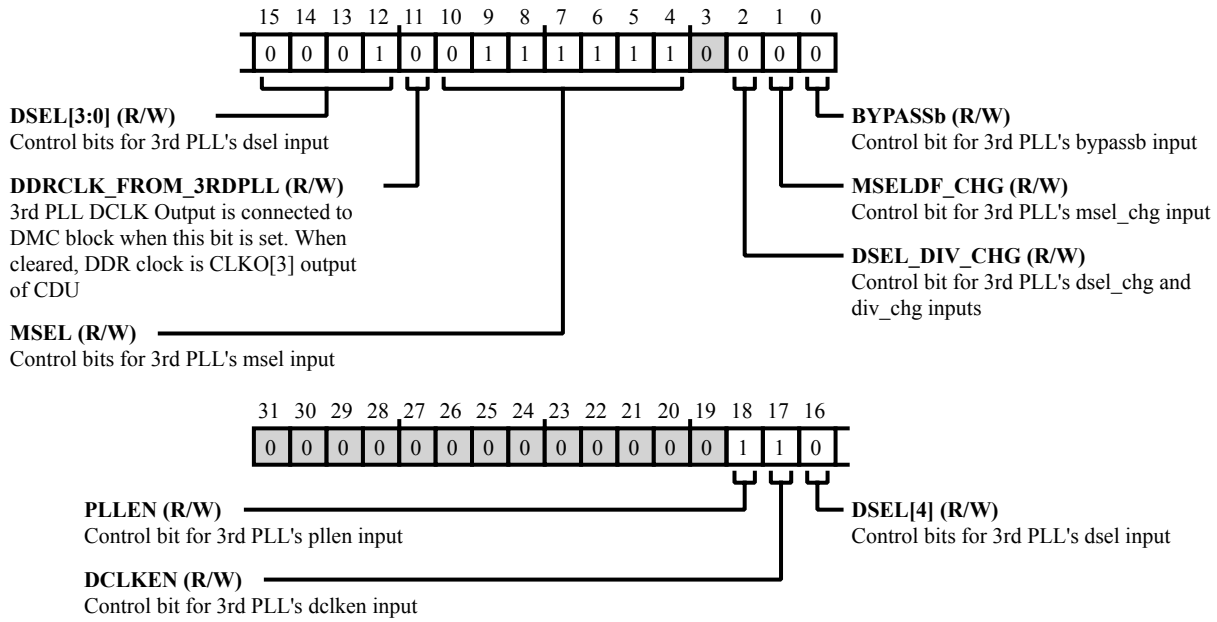 15 14 13 12 11 10 9 8 7 6 5 4 3 2 1 0
0 0 0 1 0 0 1 1 1 1 1 1 0 0 0 0
DSEL[3:0] (R/W)
Control bits for 3rd PLL's dsel input
DDRCLK_FROM_3RDPLL (R/W)
3rd PLL DCLK Output is connected to
DMC block when this bit is set. When
cleared, DDR clock is CLKO[3] output
of CDU
MSEL (R/W)
Control bits for 3rd PLL's msel input
BYPASSb (R/W)
Control bit for 3rd PLL's bypassb input
MSELDF_CHG (R/W)
Control bit for 3rd PLL's msel_chg input
DSEL_DIV_CHG (R/W)
Control bit for 3rd PLL's dsel_chg and
div_chg inputs
31 30 29 28 27 26 25 24 23 22 21 20 19 18 17 16
0 0 0 0 0 0 0 0 0 0 0 0 0 1 1 0
PLLEN (R/W)
Control bit for 3rd PLL's pllen input
DCLKEN (R/W)
Control bit for 3rd PLL's dclken input
DSEL[4] (R/W)
Control bits for 3rd PLL's dsel input